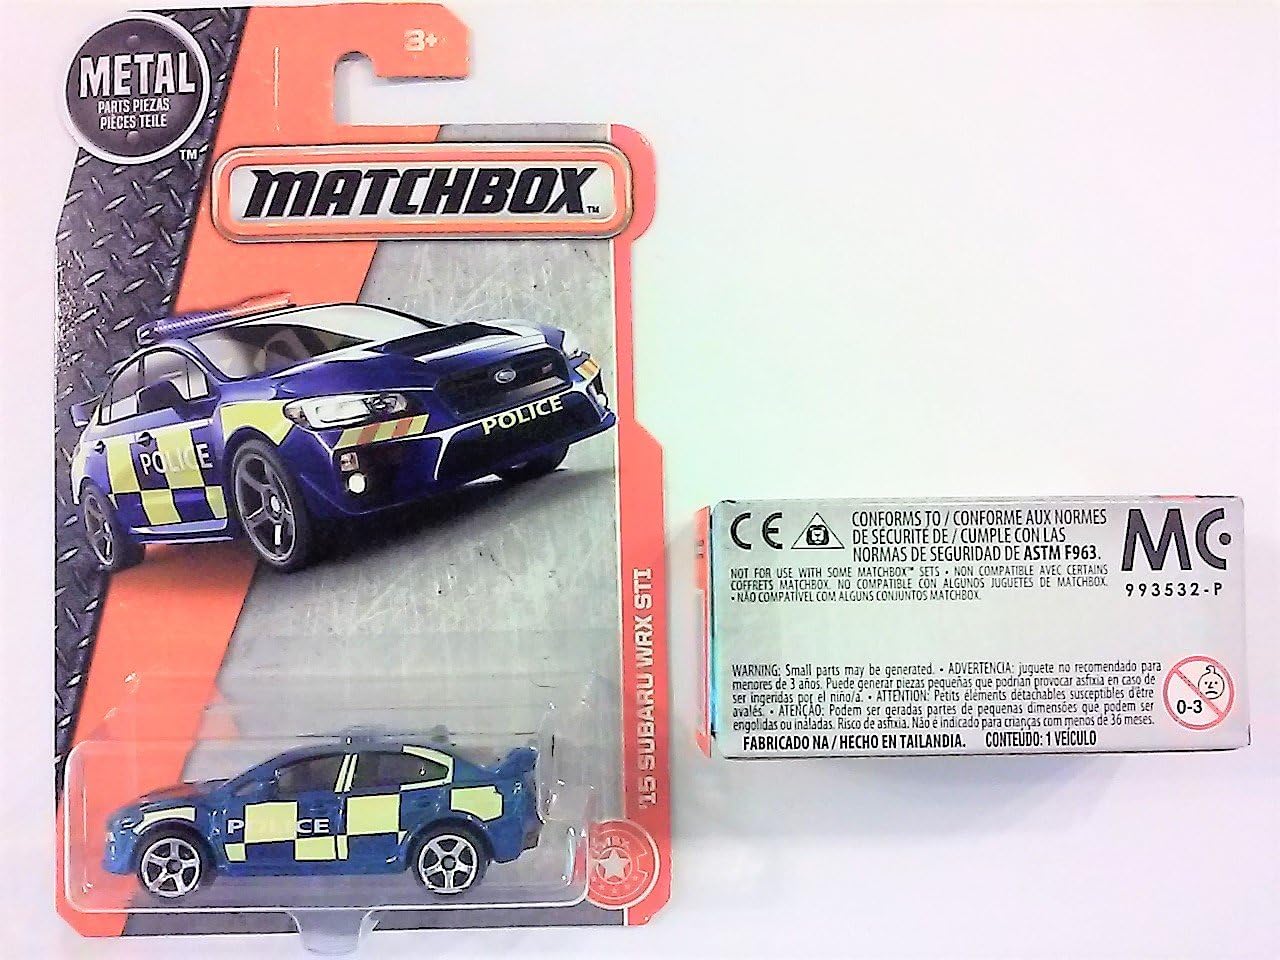 METAL
PARTS PIEZAS
PIÈCES TEILE
TM
3+
MATCHBOX™
POLICE
POLICE
'15 SUBARU WRX STI
POLICE
MBX
CE
CONFORMS TO / CONFORME AUX NORMES
DE SÉCURITÉ DE / CUMPLE CON LAS
NORMAS DE SEGURIDAD DE ASTM F963.
MC
993532-P
NOT FOR USE WITH SOME MATCHBOX™ SETS • NON COMPATIBLE AVEC CERTAINS
COFFRETS MATCHBOX. NO COMPATIBLE CON ALGUNOS JUGUETES DE MATCHBOX.
• NÃO COMPATÍVEL COM ALGUNS CONJUNTOS MATCHBOX.
WARNING: Small parts may be generated. • ADVERTENCIA: juguete no recomendado para
menores de 3 años. Puede generar piezas pequeñas que podrían provocar asfixia en caso de
ser ingeridas por el niño/a. • ATTENTION: Petits éléments détachables susceptibles d'être
avalés. • ATENÇÃO: Podem ser geradas partes de pequenas dimensões que podem ser
engolidas ou inaladas. Risco de asfixia. Não é indicado para crianças com menos de 36 meses.
0-3
FABRICADO NA / HECHO EN TAILANDIA. CONTEÚDO: 1 VEÍCULO